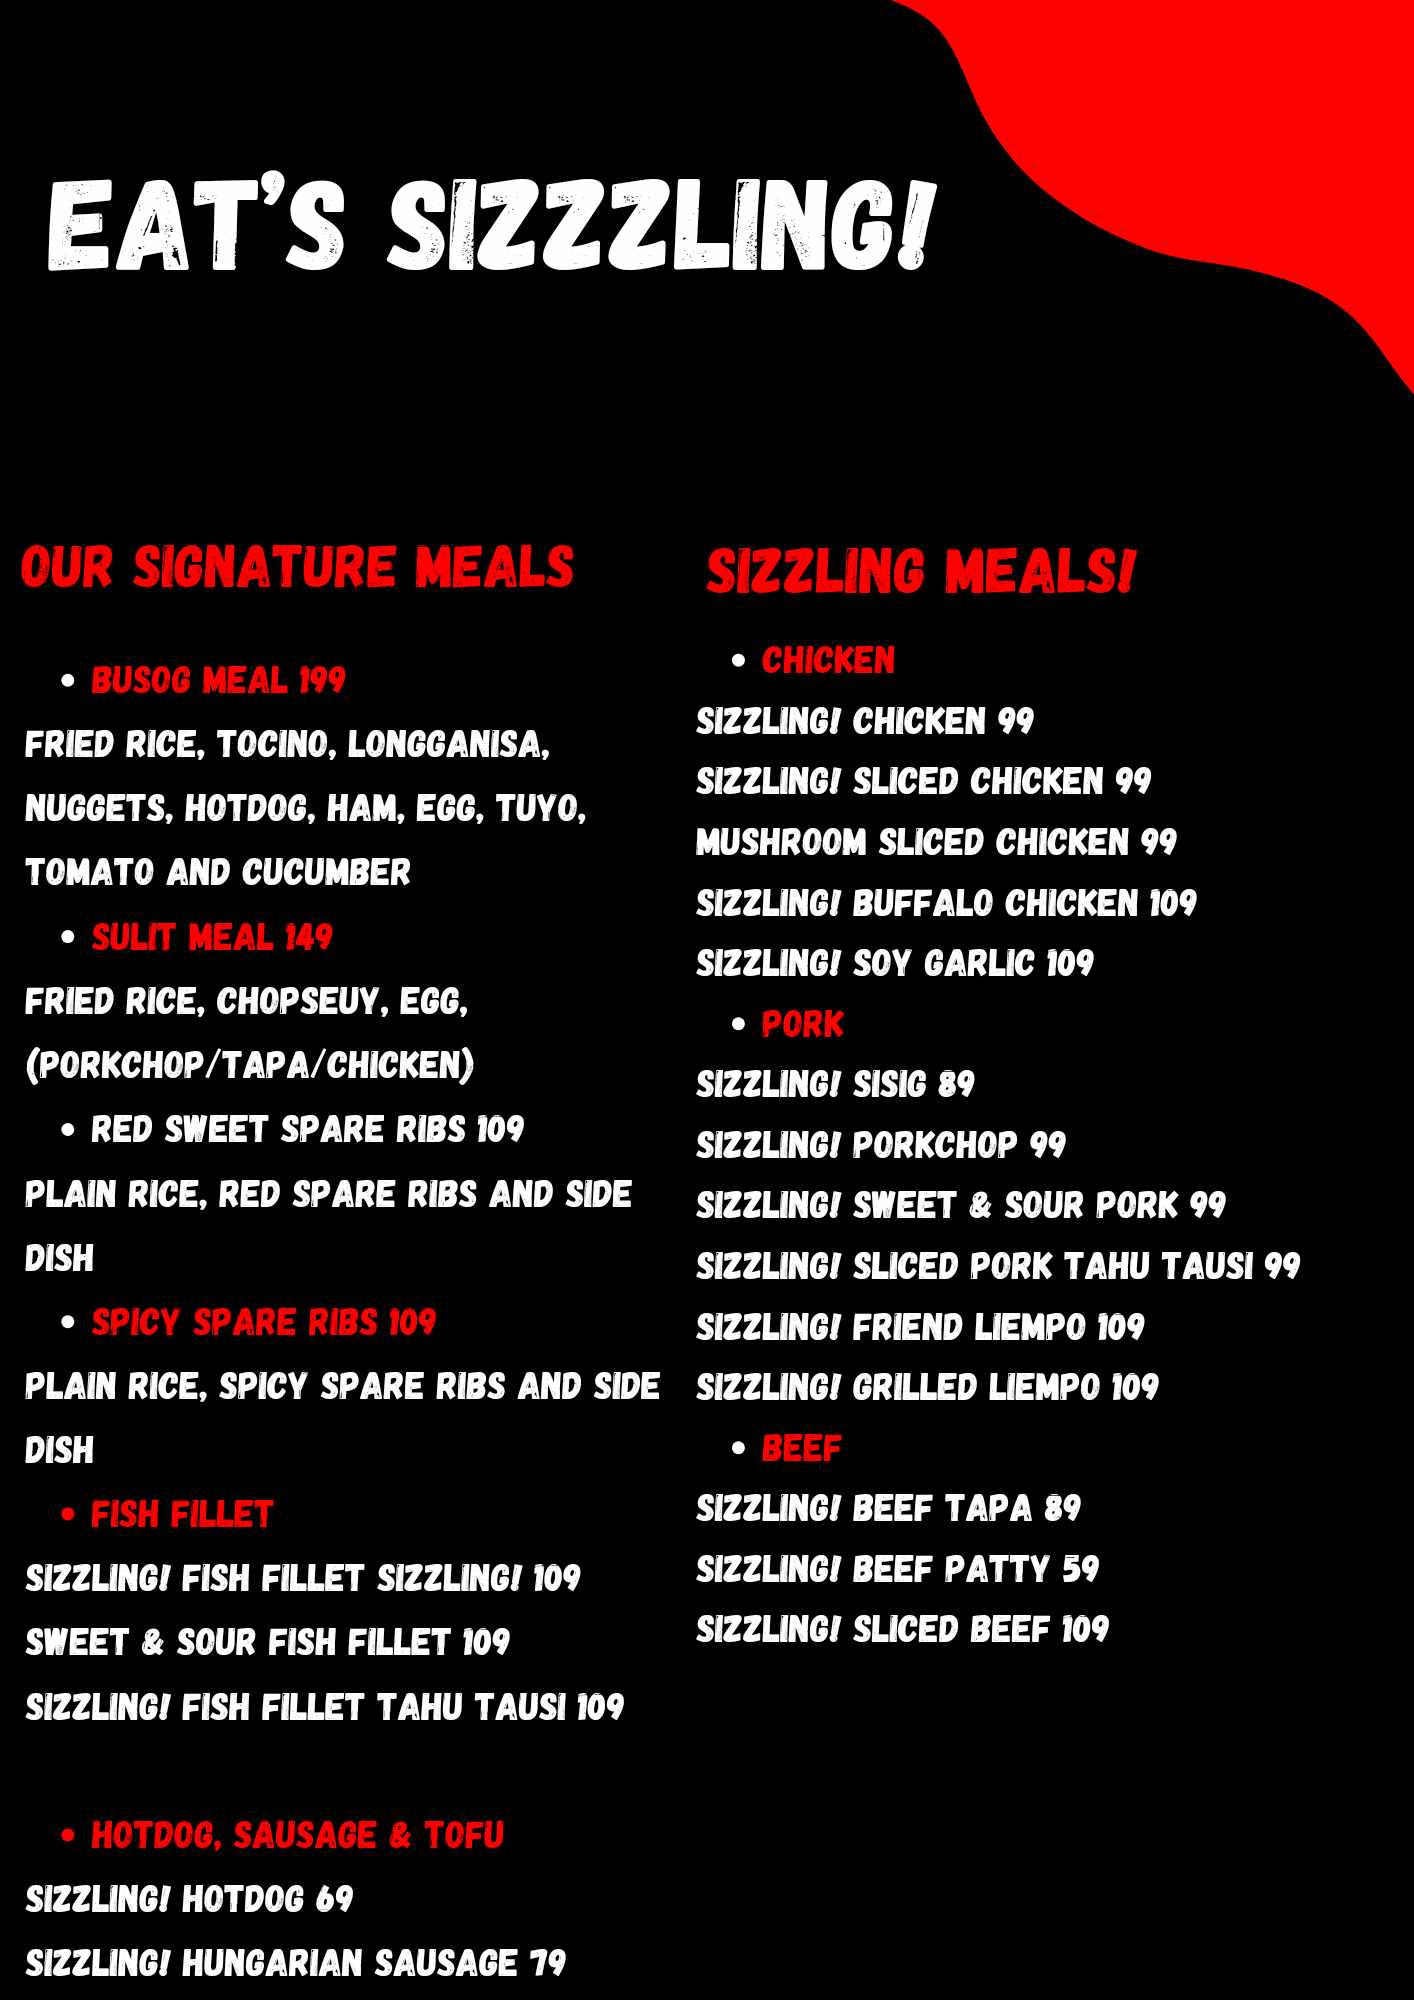 EAT'S SIZZZLING!
OUR SIGNATURE MEALS
• BUSOG MEAL 199
FRIED RICE, TOCINO, LONGGANISA,
NUGGETS, HOTDOG, HAM, EGG, TUYO,
TOMATO AND CUCUMBER
• SULIT MEAL 149
FRIED RICE, CHOPSEUY, EGG,
(PORKCHOP/TAPA/CHICKEN)
• RED SWEET SPARE RIBS 109
PLAIN RICE, RED SPARE RIBS AND SIDE
DISH
• SPICY SPARE RIBS 109
PLAIN RICE, SPICY SPARE RIBS AND SIDE
DISH
• FISH FILLET
SIZZLING! FISH FILLET SIZZLING! 109
SWEET & SOUR FISH FILLET 109
SIZZLING! FISH FILLET TAHU TAUSI 109
• HOTDOG, SAUSAGE & TOFU
SIZZLING! HOTDOG 69
SIZZLING! HUNGARIAN SAUSAGE 79
SIZZLING MEALS!
• CHICKEN
SIZZLING! CHICKEN 99
SIZZLING! SLICED CHICKEN 99
MUSHROOM SLICED CHICKEN 99
SIZZLING! BUFFALO CHICKEN 109
SIZZLING! SOY GARLIC 109
• PORK
SIZZLING! SISIG 89
SIZZLING! PORKCHOP 99
SIZZLING! SWEET & SOUR PORK 99
SIZZLING! SLICED PORK TAHU TAUSI 99
SIZZLING! FRIEND LIEMPO 109
SIZZLING! GRILLED LIEMPO 109
• BEEF
SIZZLING! BEEF TAPA 89
SIZZLING! BEEF PATTY 59
SIZZLING! SLICED BEEF 109